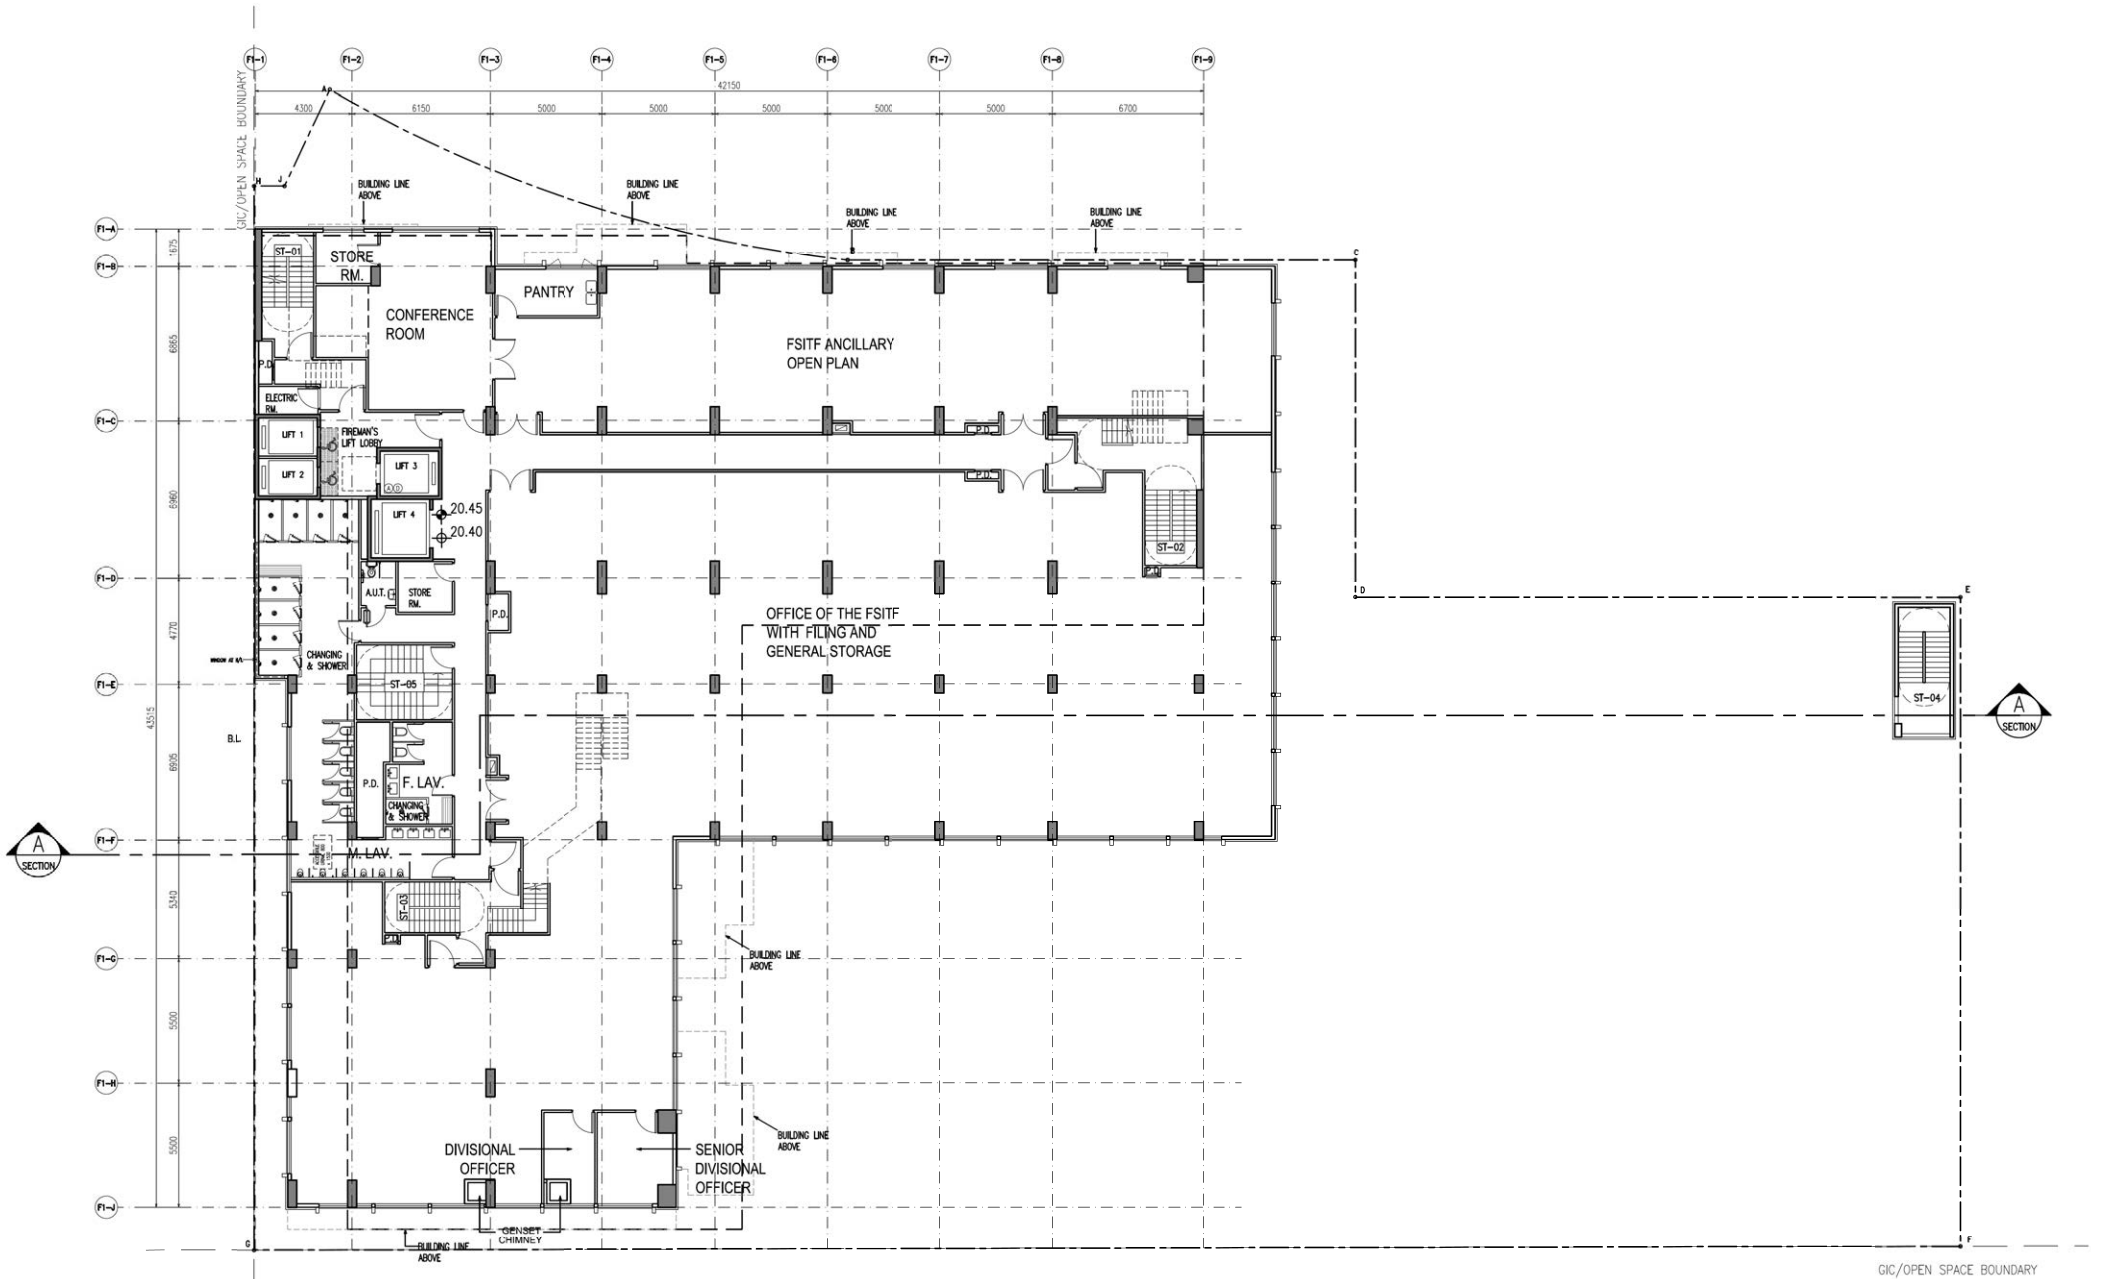 F1-1
F1-2
F1-3
F1-4
F1-5
F1-6
F1-7
F1-8
F1-9
42150
4300
6150
5000
5000
5000
5000
5000
6700
GIC/OPEN SPACE BOUNDARY
A
H
J
BUILDING LINE
ABOVE
BUILDING LINE
ABOVE
BUILDING LINE
ABOVE
BUILDING LINE
ABOVE
B
C
F1-A
F1-B
F1-C
F1-D
F1-E
F1-F
F1-G
F1-H
F1-J
1675
6865
6960
4770
6935
5340
5500
5500
43515
ST-01
STORE
RM.
CONFERENCE
ROOM
PANTRY
FSITF ANCILLARY
OPEN PLAN
P.D.
ELECTRIC
RM.
LIFT 1
LIFT 2
FIREMAN'S
LIFT LOBBY
LIFT 3
A D
LIFT 4
20.45
20.40
P.D.
P.D.
ST-02
P.D.
A.U.T.
STORE
RM.
P.D.
OFFICE OF THE FSITF
WITH FILING AND
GENERAL STORAGE
D
E
CHANGING
& SHOWER
ST-05
ST-04
A
SECTION
B.L.
P.D.
F. LAV.
CHANGING
& SHOWER
A
SECTION
M. LAV.
ST-03
P.D.
BUILDING LINE
ABOVE
BUILDING LINE
ABOVE
DIVISIONAL
OFFICER
SENIOR
DIVISIONAL
OFFICER
GENSET
CHIMNEY
BUILDING LINE
ABOVE
G
F
GIC/OPEN SPACE BOUNDARY